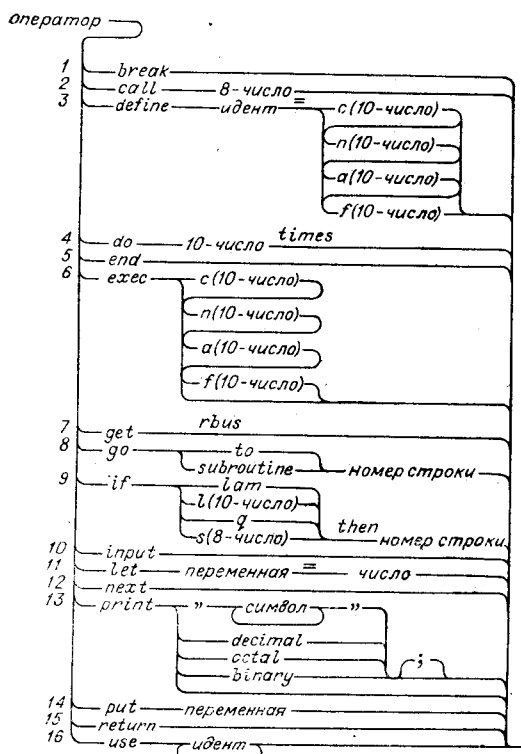 оператор
1 break
2 call 8-число
3 define идент = c(10-число)
n(10-число)
a(10-число)
f(10-число)
4 do 10-число times
5 end
6 exec c(10-число)
n(10-число)
a(10-число)
f(10-число)
7 get rbus
8 go to
subroutine номер строки
9 if lam
l(10-число)
q then
s(8-число) номер строки
10 input
11 let переменная = число
12 next
13 print " символ "
decimal
octal
binary ;
14 put переменная
15 return
16 use идент